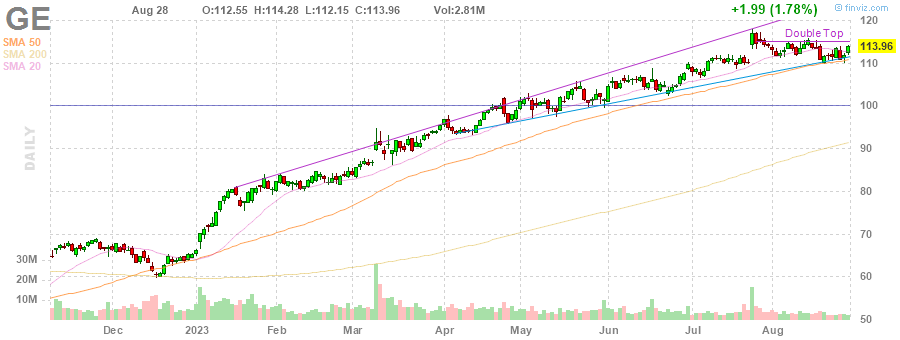 GE
Aug 28 O:112.55 H:114.28 L:112.15 C:113.96 Vol:2.81M
+1.99 (1.78%)
© finviz.com
SMA 50
SMA 200
SMA 20
DAILY
Double Top
120
113.96
110
100
90
80
70
60
50
30M
20M
10M
Dec 2023 Feb Mar Apr May Jun Jul Aug